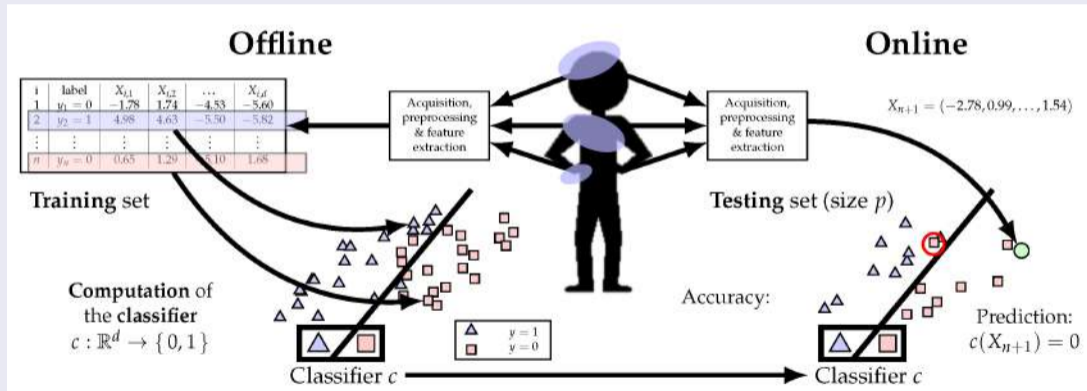 Offline
Online
i label X_{i,1} X_{i,2} ... X_{i,d}
1 y_1 = 0 −1.78 1.74 −4.53 −5.60
2 y_2 = 1 4.98 4.63 −5.50 −5.82
⋮ ⋮ ⋮ ⋮ ⋮ ⋮
n y_n = 0 0.65 1.29 1.68
Acquisition,
preprocessing
& feature
extraction
Acquisition,
preprocessing
& feature
extraction
X_{n+1} = (−2.78, 0.99, . . . , 1.54)
Training set
Testing set (size p)
Computation of
the classifier
c : ℝ^d → {0, 1}
y = 1
y = 0
Classifier c
Accuracy:
Prediction:
c(X_{n+1}) = 0
Classifier c